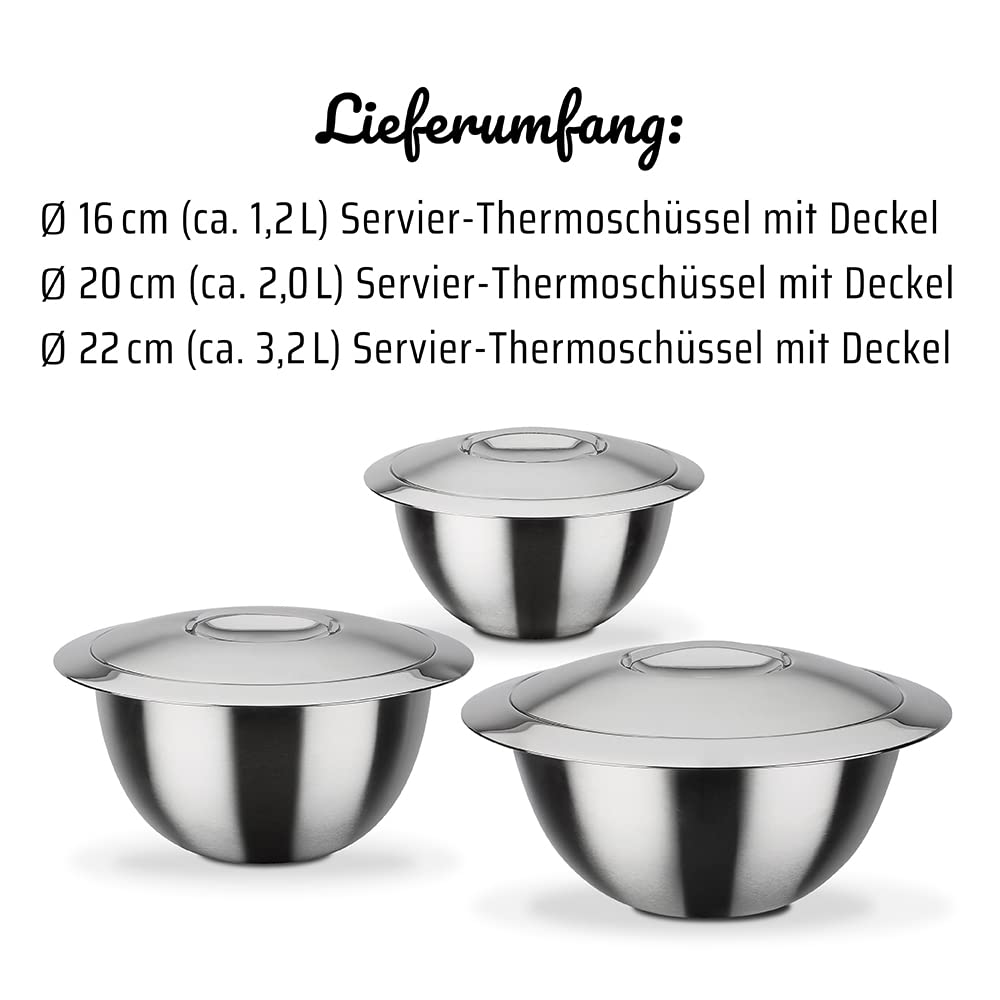 Lieferumfang:
Ø 16 cm (ca. 1,2 L) Servier-Thermoschüssel mit Deckel
Ø 20 cm (ca. 2,0 L) Servier-Thermoschüssel mit Deckel
Ø 22 cm (ca. 3,2 L) Servier-Thermoschüssel mit Deckel